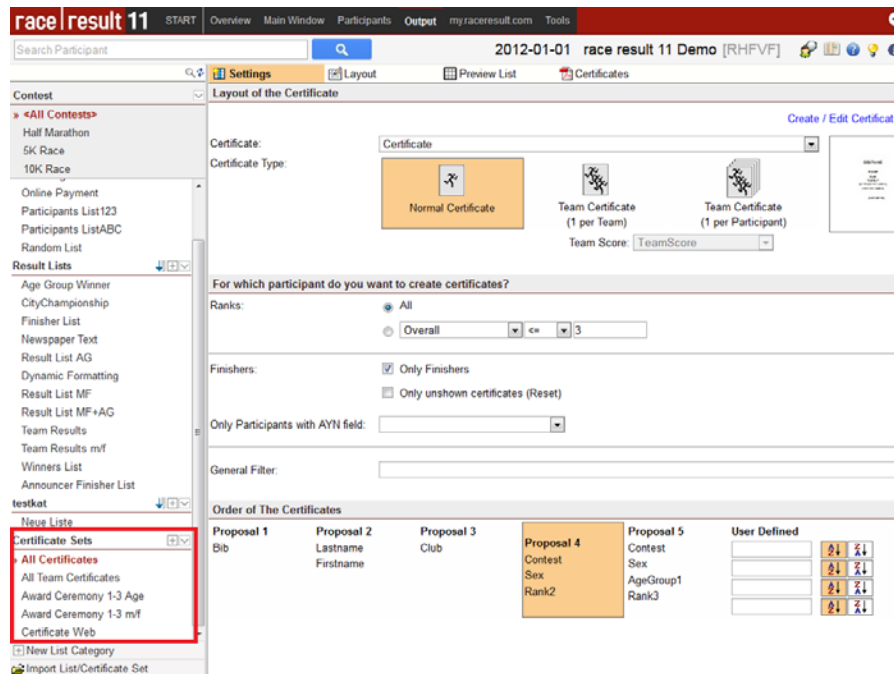 race|result 11 START Overview Main Window Participants Output my.raceresult.com Tools
Search Participant 2012-01-01 race result 11 Demo [RHFVF]
Settings Layout Preview List Certificates
Contest
» <All Contests>
Half Marathon
5K Race
10K Race
Online Payment
Participants List123
Participants ListABC
Random List
Result Lists
Age Group Winner
CityChampionship
Finisher List
Newspaper Text
Result List AG
Dynamic Formatting
Result List MF
Result List MF+AG
Team Results
Team Results m/f
Winners List
Announcer Finisher List
testkat
Neue Liste
Certificate Sets
» All Certificates
All Team Certificates
Award Ceremony 1-3 Age
Award Ceremony 1-3 m/f
Certificate Web
New List Category
Import List/Certificate Set
Layout of the Certificate
Create / Edit Certificat
Certificate: Certificate
Certificate Type:
Normal Certificate
Team Certificate
(1 per Team)
Team Certificate
(1 per Participant)
Team Score: TeamScore
For which participant do you want to create certificates?
Ranks: All
Overall <= 3
Finishers: Only Finishers
Only unshown certificates (Reset)
Only Participants with AYN field:
General Filter:
Order of The Certificates
Proposal 1
Bib
Proposal 2
Lastname
Firstname
Proposal 3
Club
Proposal 4
Contest
Sex
Rank2
Proposal 5
Contest
Sex
AgeGroup1
Rank3
User Defined